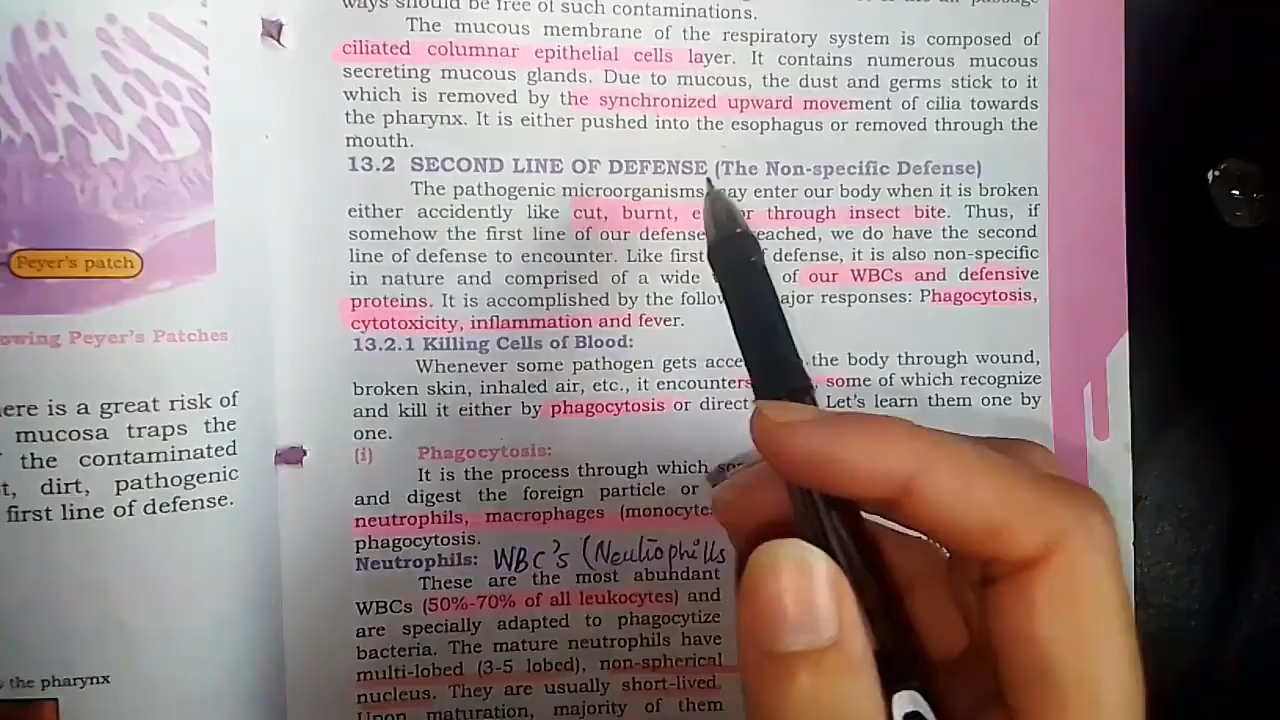 Peyer's patch
owing Peyer's Patches
ere is a great risk of
mucosa traps the
the contaminated
t, dirt, pathogenic
first line of defense.
the pharynx
ways should be free of such contaminations.
The mucous membrane of the respiratory system is composed of
ciliated columnar epithelial cells layer. It contains numerous mucous
secreting mucous glands. Due to mucous, the dust and germs stick to it
which is removed by the synchronized upward movement of cilia towards
the pharynx. It is either pushed into the esophagus or removed through the
mouth.
13.2 SECOND LINE OF DEFENSE (The Non-specific Defense)
The pathogenic microorganisms may enter our body when it is broken
either accidently like cut, burnt, or through insect bite. Thus, if
somehow the first line of our defense we do have the second
line of defense to encounter. Like first defense, it is also non-specific
in nature and comprised of a wide of our WBCs and defensive
proteins. It is accomplished by the major responses: Phagocytosis,
cytotoxicity, inflammation and fever.
13.2.1 Killing Cells of Blood:
Whenever some pathogen gets the body through wound,
broken skin, inhaled air, etc., it encounters some of which recognize
and kill it either by phagocytosis or direct Let's learn them one by
one.
(i) Phagocytosis:
It is the process through which
and digest the foreign particle or
neutrophils, macrophages (monocytes
phagocytosis.
Neutrophils: WBC's (Neutiophills
These are the most abundant
WBCs (50%-70% of all leukocytes) and
are specially adapted to phagocytize
bacteria. The mature neutrophils have
multi-lobed (3-5 lobed), non-spherical
nucleus. They are usually short-lived.
Upon maturation, majority of them